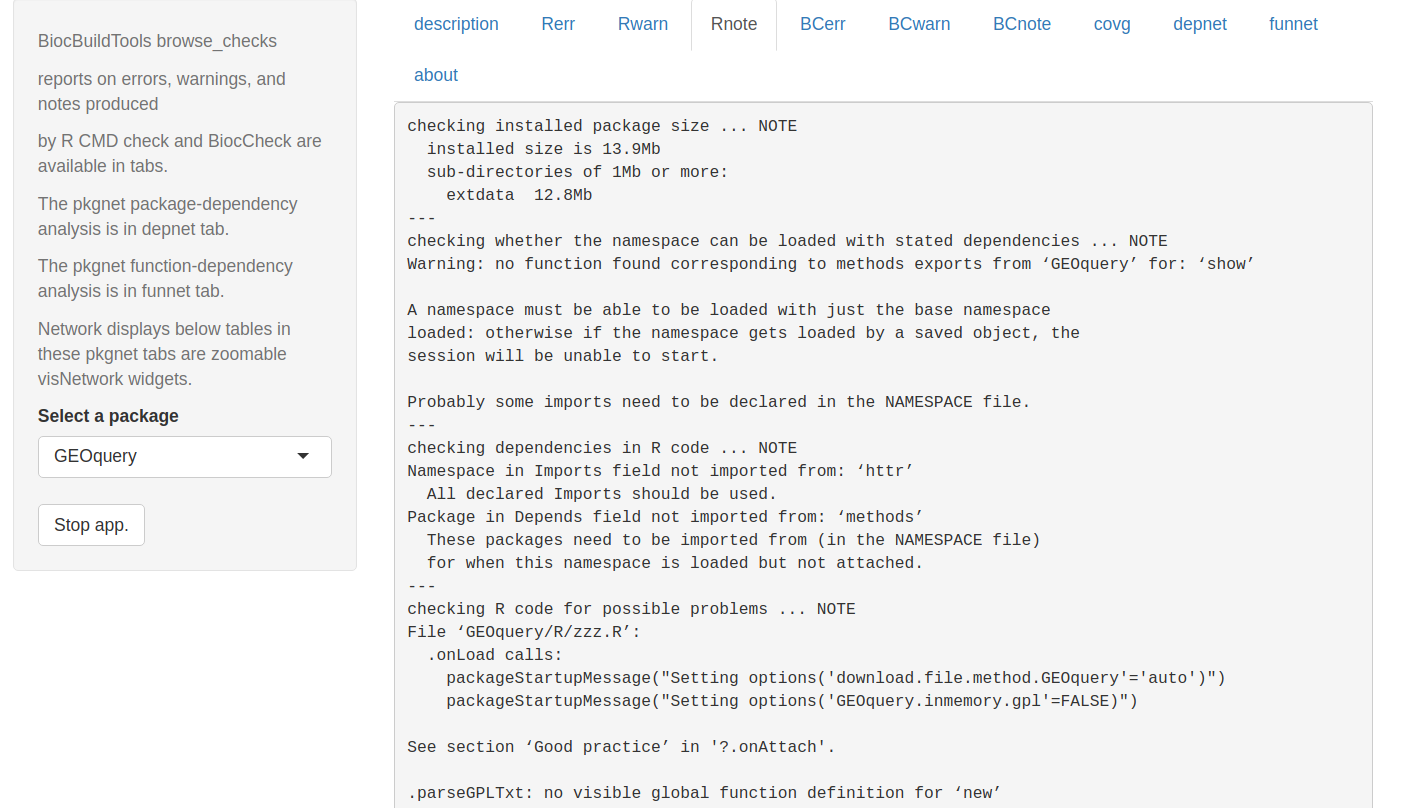 BiocBuildTools browse_checks
reports on errors, warnings, and
notes produced
by R CMD check and BiocCheck are
available in tabs.
The pkgnet package-dependency
analysis is in depnet tab.
The pkgnet function-dependency
analysis is in funnet tab.
Network displays below tables in
these pkgnet tabs are zoomable
visNetwork widgets.
Select a package
GEOquery
Stop app.
description Rerr Rwarn Rnote BCerr BCwarn BCnote covg depnet funnet
about
checking installed package size ... NOTE
  installed size is 13.9Mb
  sub-directories of 1Mb or more:
    extdata  12.8Mb
---
checking whether the namespace can be loaded with stated dependencies ... NOTE
Warning: no function found corresponding to methods exports from ‘GEOquery’ for: ‘show’
A namespace must be able to be loaded with just the base namespace
loaded: otherwise if the namespace gets loaded by a saved object, the
session will be unable to start.
Probably some imports need to be declared in the NAMESPACE file.
---
checking dependencies in R code ... NOTE
Namespace in Imports field not imported from: ‘httr’
  All declared Imports should be used.
Package in Depends field not imported from: ‘methods’
  These packages need to be imported from (in the NAMESPACE file)
  for when this namespace is loaded but not attached.
---
checking R code for possible problems ... NOTE
File ‘GEOquery/R/zzz.R’:
  .onLoad calls:
    packageStartupMessage("Setting options('download.file.method.GEOquery'='auto')")
    packageStartupMessage("Setting options('GEOquery.inmemory.gpl'=FALSE)")
See section ‘Good practice’ in '?.onAttach'.
.parseGPLTxt: no visible global function definition for ‘new’